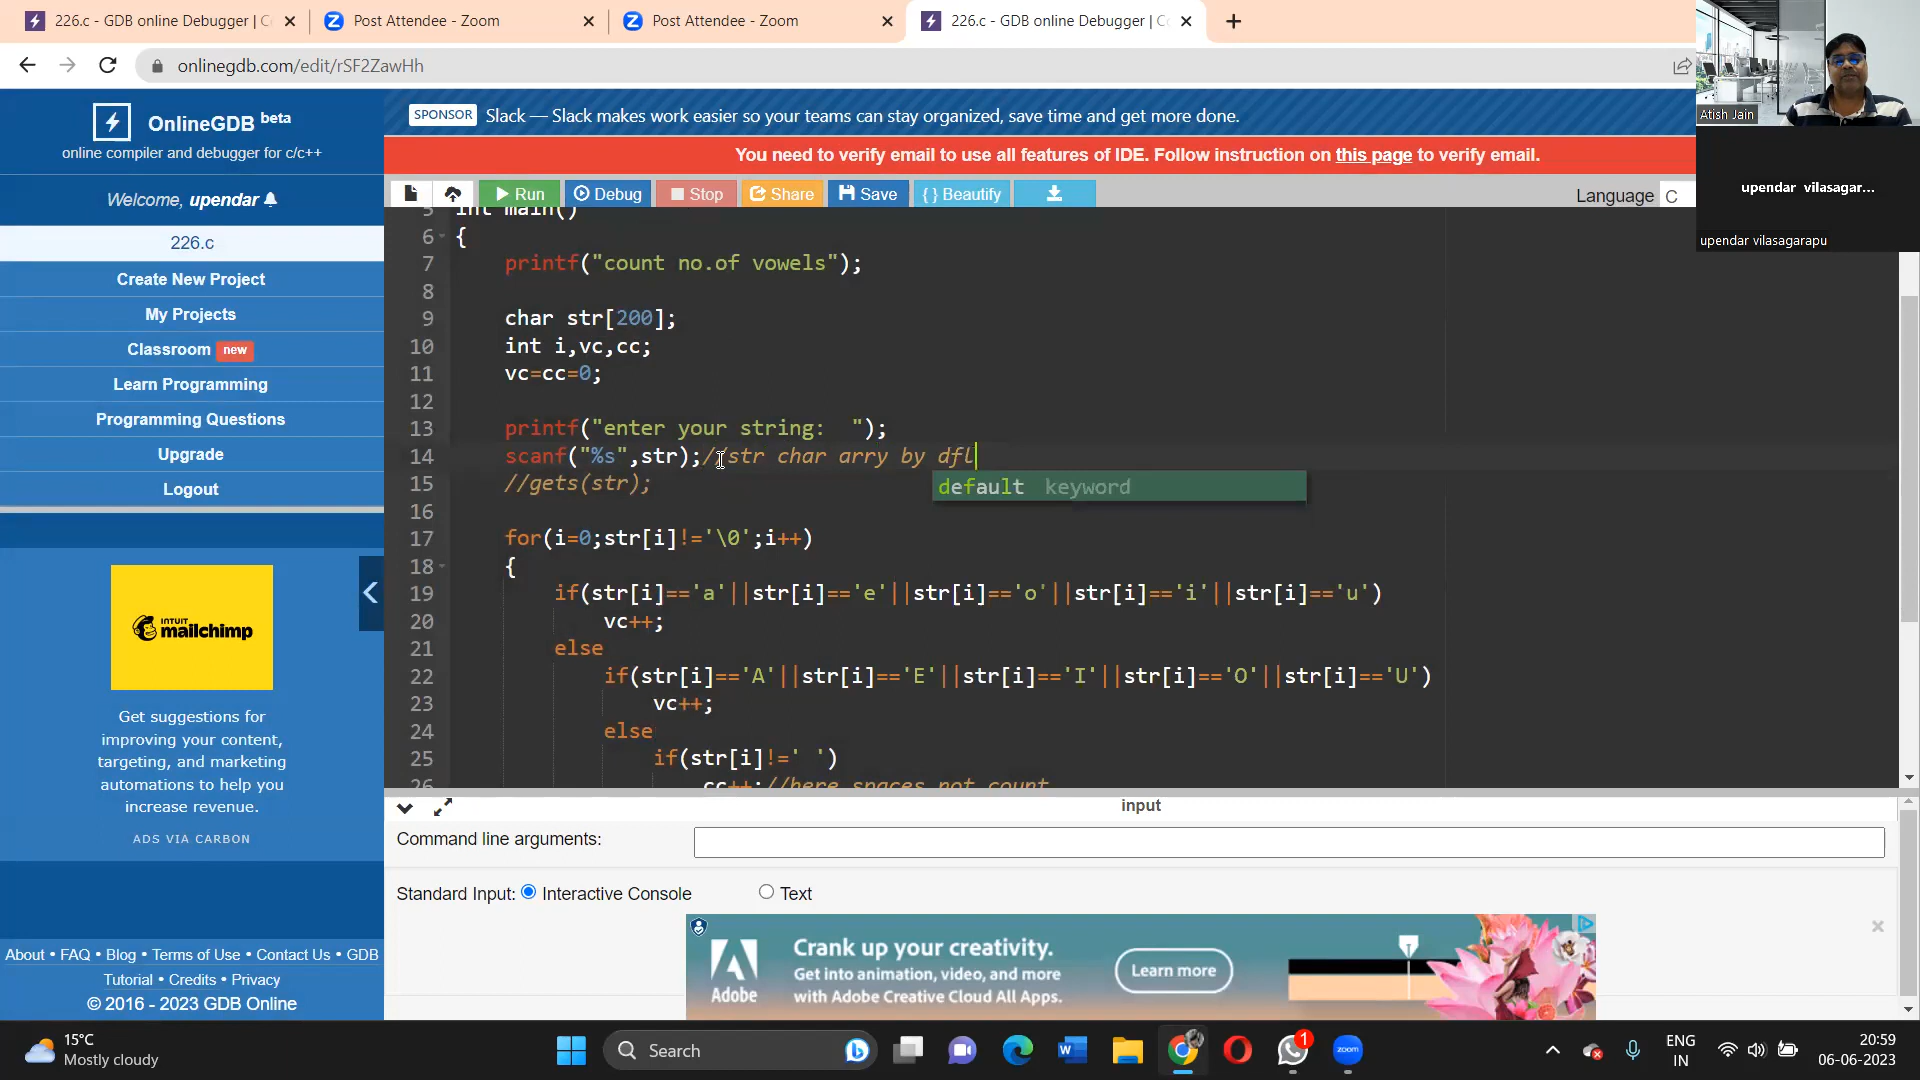 226.c - GDB online Debugger | C
Post Attendee - Zoom
Post Attendee - Zoom
226.c - GDB online Debugger | C
onlinegdb.com/edit/rSF2ZawHh
Atish Jain
upendar vilasagar...
upendar vilasagarapu
OnlineGDB beta
online compiler and debugger for c/c++
Welcome, upendar
226.c
Create New Project
My Projects
Classroom new
Learn Programming
Programming Questions
Upgrade
Logout
INTUIT
mailchimp
Get suggestions for
improving your content,
targeting, and marketing
automations to help you
increase revenue.
ADS VIA CARBON
About • FAQ • Blog • Terms of Use • Contact Us • GDB
Tutorial • Credits • Privacy
© 2016 - 2023 GDB Online
SPONSOR Slack — Slack makes work easier so your teams can stay organized, save time and get more done.
You need to verify email to use all features of IDE. Follow instruction on this page to verify email.
Run Debug Stop Share Save { } Beautify
Language C
5 int main()
6 {
7 printf("count no.of vowels");
8
9 char str[200];
10 int i,vc,cc;
11 vc=cc=0;
12
13 printf("enter your string:  ");
14 scanf("%s",str);//str char arry by dfl
default keyword
15 //gets(str);
16
17 for(i=0;str[i]!='\0';i++)
18 {
19 if(str[i]=='a'||str[i]=='e'||str[i]=='o'||str[i]=='i'||str[i]=='u')
20 vc++;
21 else
22 if(str[i]=='A'||str[i]=='E'||str[i]=='I'||str[i]=='O'||str[i]=='U')
23 vc++;
24 else
25 if(str[i]!=' ')
26 cc++;//here spaces not count
input
Command line arguments:
Standard Input: Interactive Console Text
Adobe
Crank up your creativity.
Get into animation, video, and more
with Adobe Creative Cloud All Apps.
Learn more
15°C
Mostly cloudy
Search
W
1
zoom
ENG
IN
20:59
06-06-2023